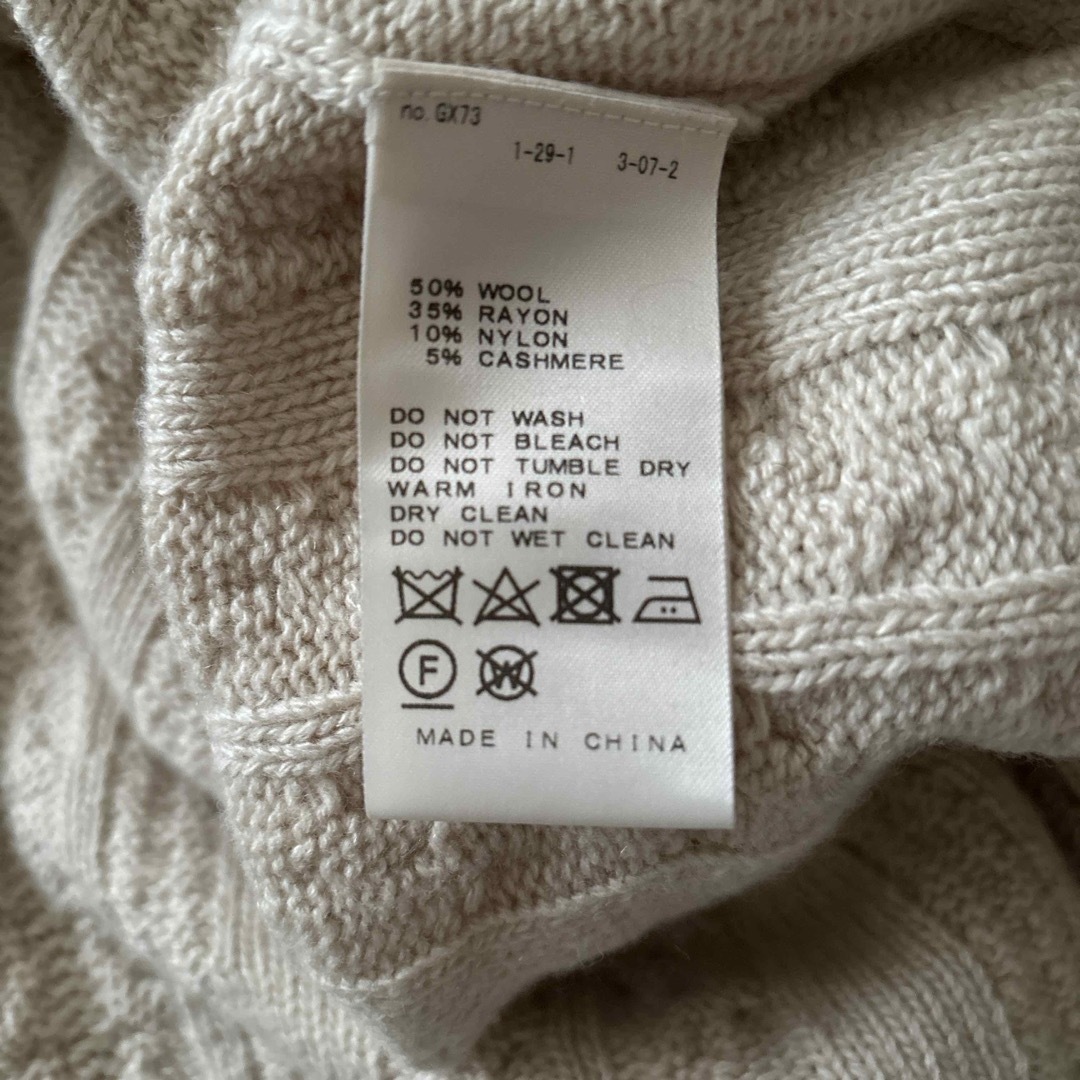 no. GX73
1-29-1 3-07-2
50% WOOL
35% RAYON
10% NYLON
5% CASHMERE
DO NOT WASH
DO NOT BLEACH
DO NOT TUMBLE DRY
WARM IRON
DRY CLEAN
DO NOT WET CLEAN
F W
MADE IN CHINA